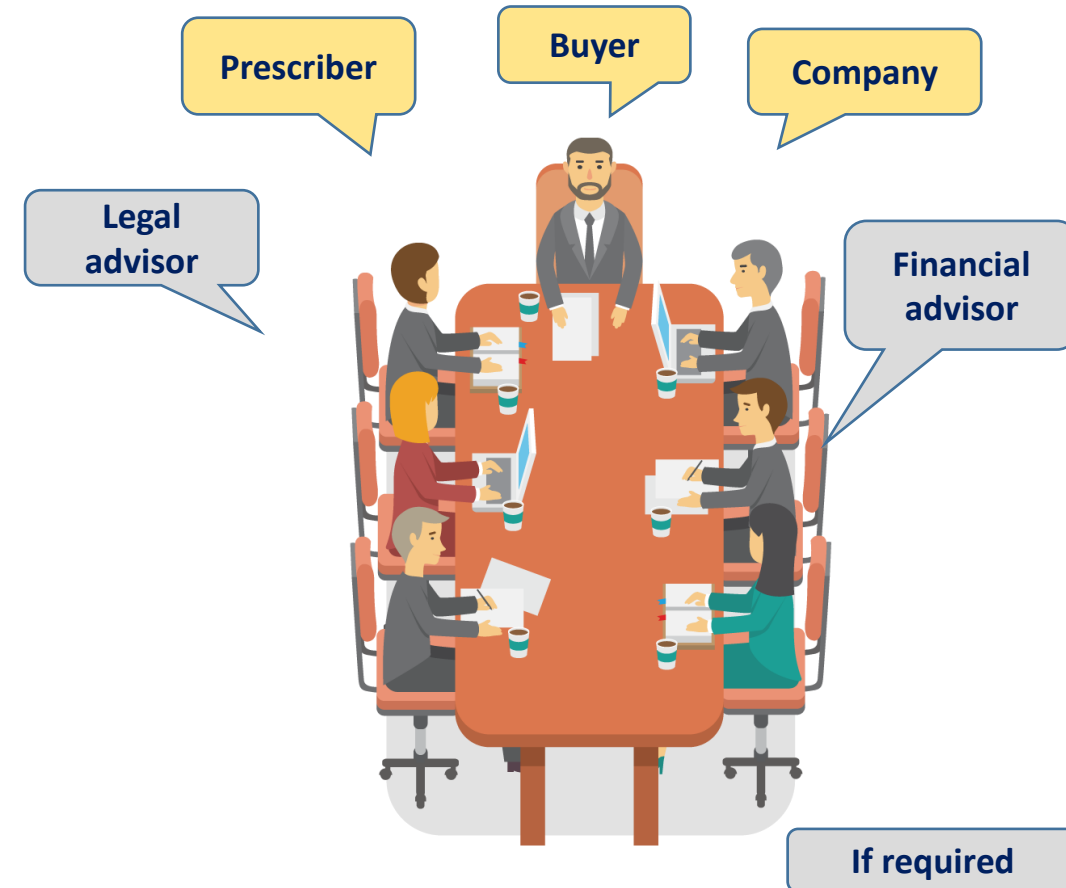 Prescriber
Buyer
Company
Legal
advisor
Financial
advisor
If required